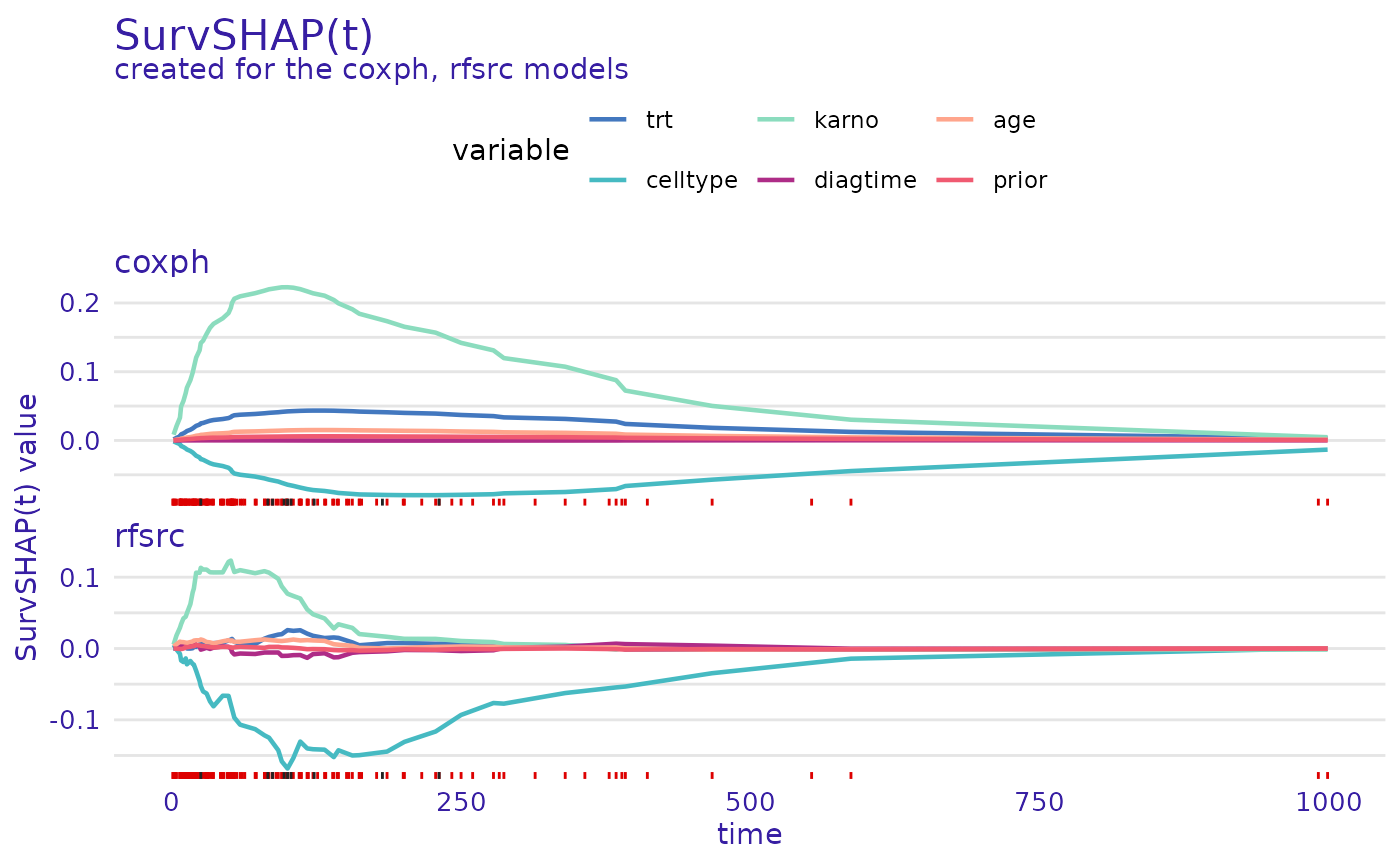 SurvSHAP(t)
created for the coxph, rfsrc models
variable
trt karno age
celltype diagtime prior
SurvSHAP(t) value
coxph
0.2
0.1
0.0
rfsrc
0.1
0.0
-0.1
0 250 500 750 1000
time